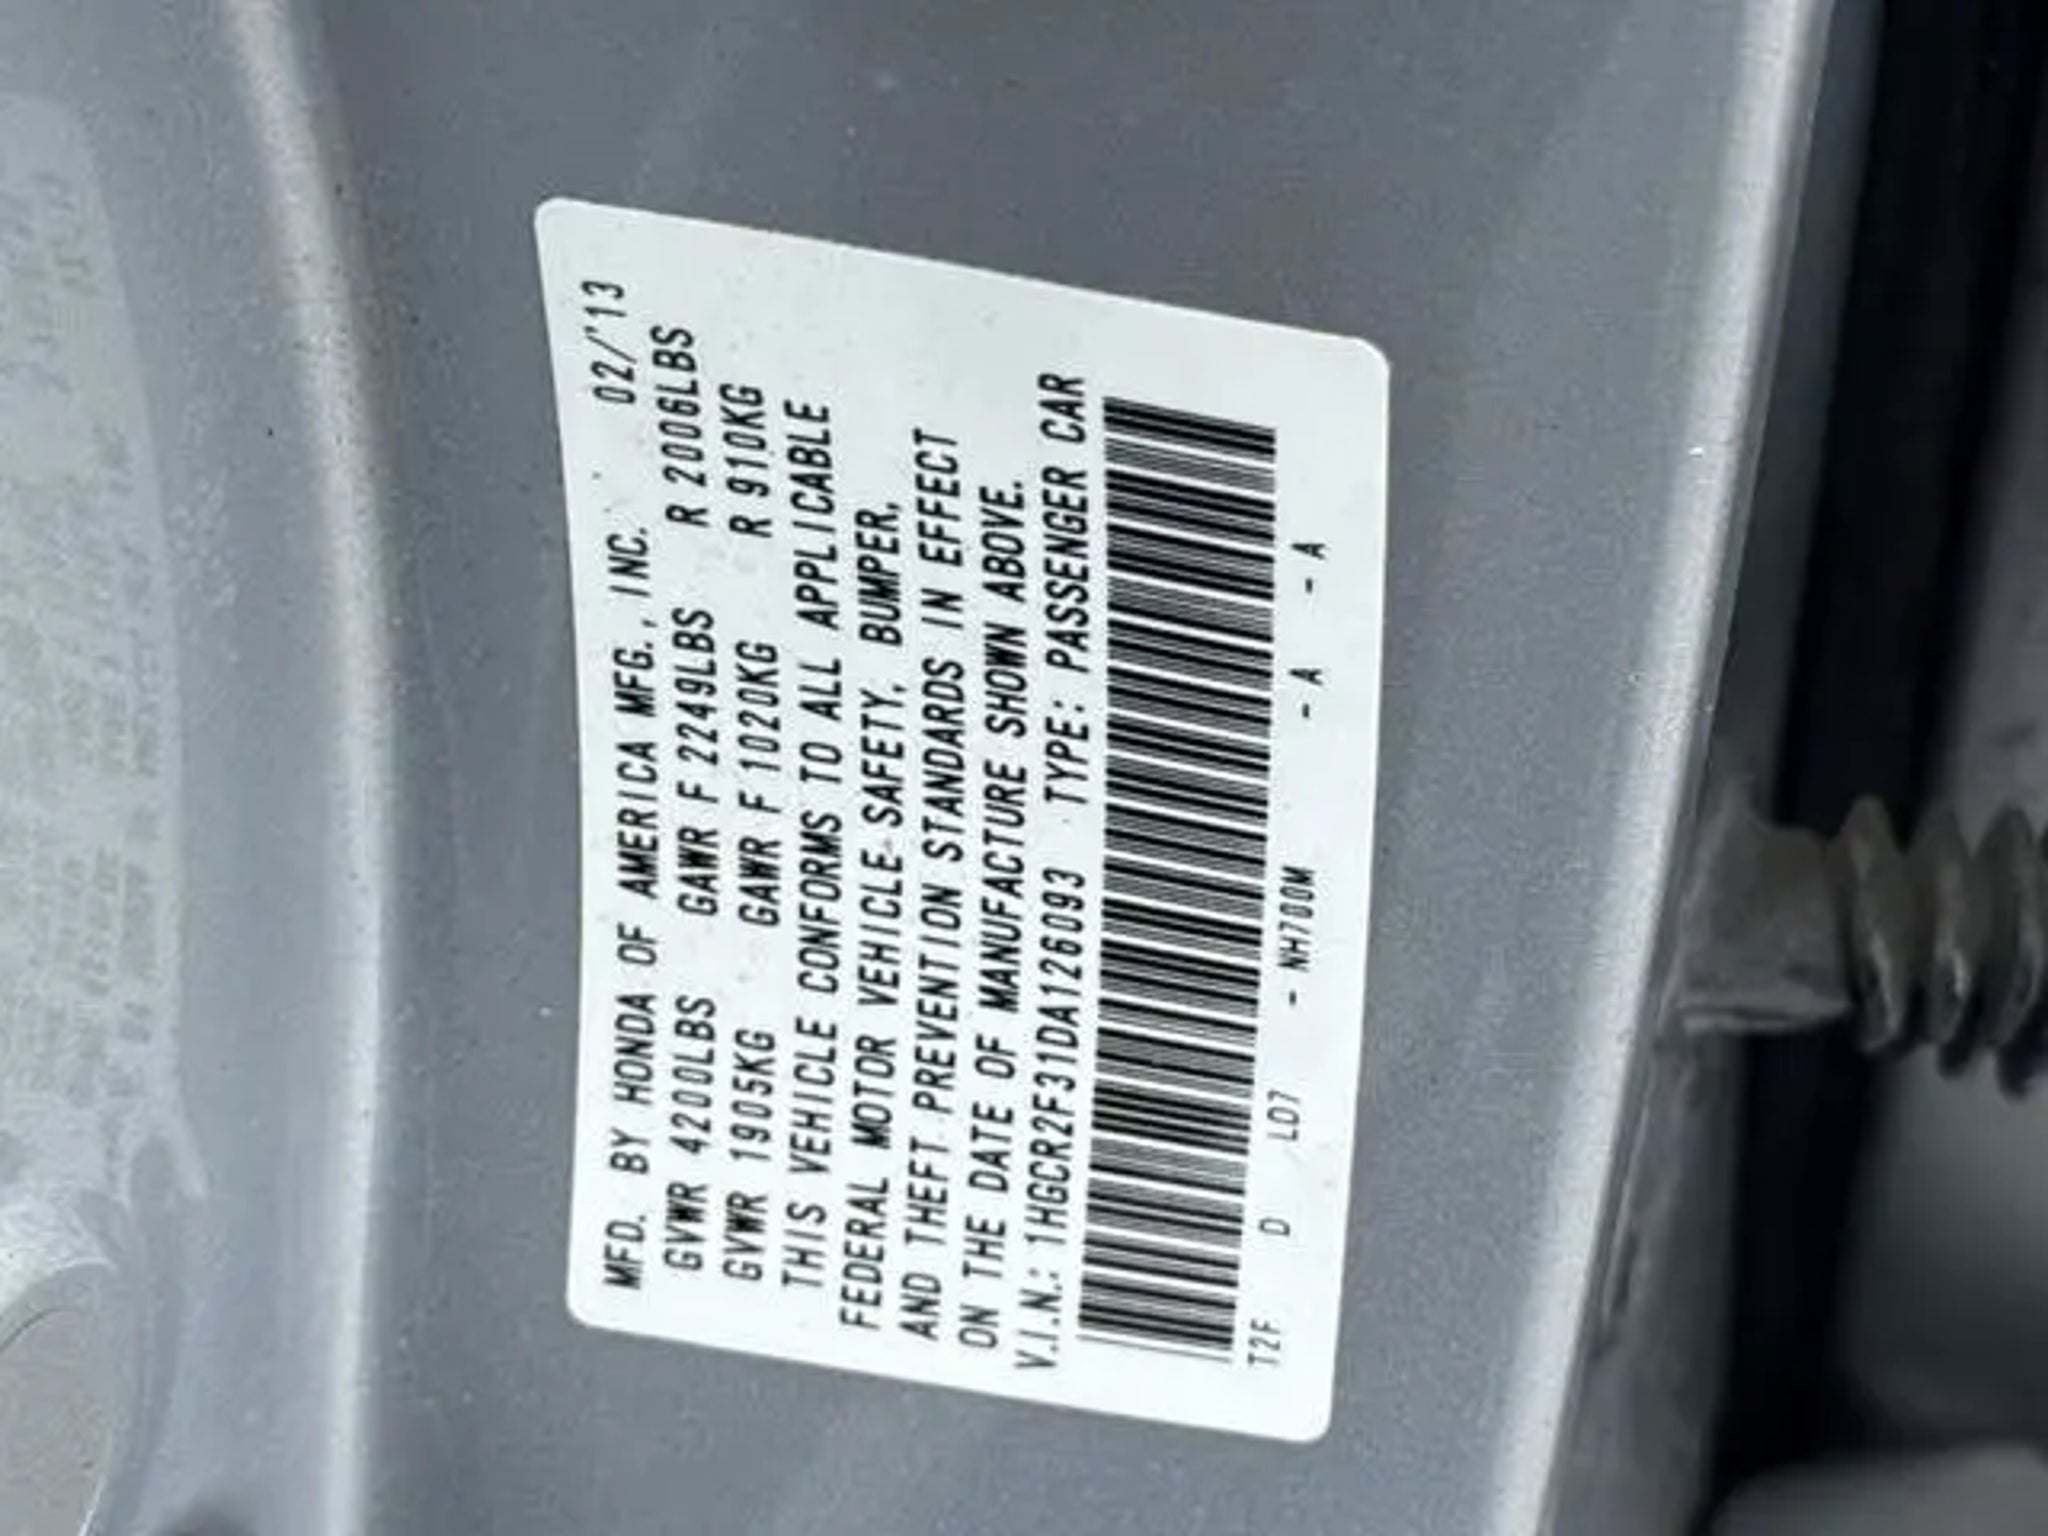 MFD. BY HONDA OF AMERICA MFG., INC. 02/'13
GVWR 4200LBS GAWR F 2249LBS R 2006LBS
GVWR 1905KG GAWR F 1020KG R 910KG
THIS VEHICLE CONFORMS TO ALL APPLICABLE
FEDERAL MOTOR VEHICLE-SAFETY, BUMPER,
AND THEFT PREVENTION STANDARDS IN EFFECT
ON THE DATE OF MANUFACTURE SHOWN ABOVE.
V.I.N.: 1HGCR2F31DA126093 TYPE: PASSENGER CAR
T2F D LD7 - NH700M - A - A